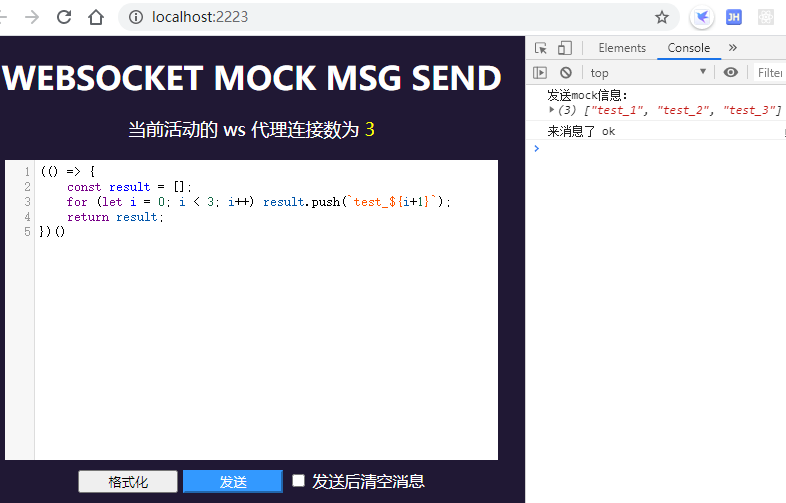 localhost:2223
JH
WEBSOCKET MOCK MSG SEND
当前活动的 ws 代理连接数为 3
1 (() => {
2 const result = [];
3 for (let i = 0; i < 3; i++) result.push(`test_${i+1}`);
4 return result;
5 })()
格式化 发送 发送后清空消息
Elements Console »
top Filter
发送mock信息:
(3) ["test_1", "test_2", "test_3"]
来消息了 ok